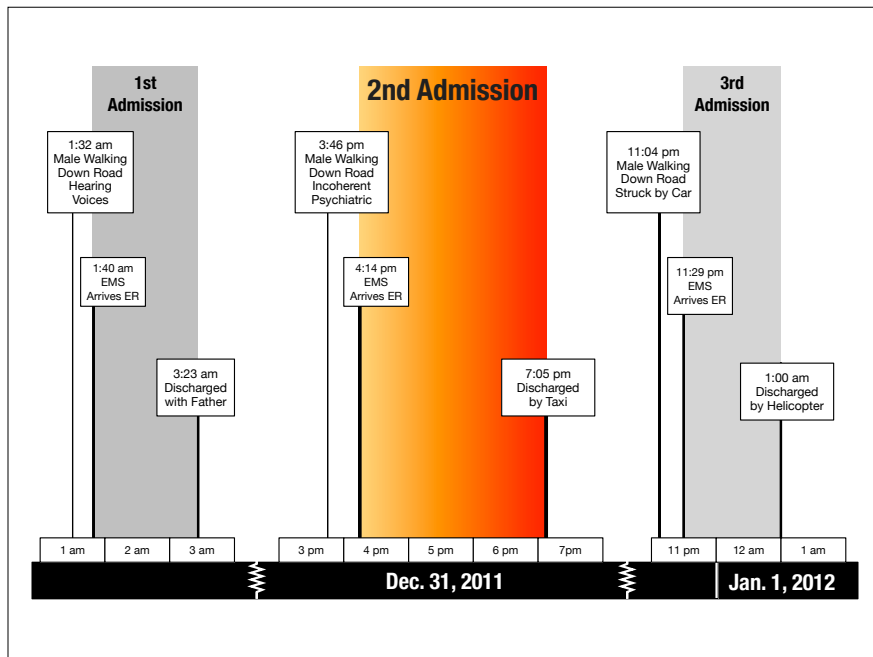 1st
Admission
2nd Admission
3rd
Admission
1:32 am
Male Walking
Down Road
Hearing
Voices
3:46 pm
Male Walking
Down Road
Incoherent
Psychiatric
11:04 pm
Male Walking
Down Road
Struck by Car
1:40 am
EMS
Arrives ER
4:14 pm
EMS
Arrives ER
11:29 pm
EMS
Arrives ER
3:23 am
Discharged
with Father
7:05 pm
Discharged
by Taxi
1:00 am
Discharged
by Helicopter
1 am
2 am
3 am
3 pm
4 pm
5 pm
6 pm
7pm
11 pm
12 am
1 am
Dec. 31, 2011
Jan. 1, 2012